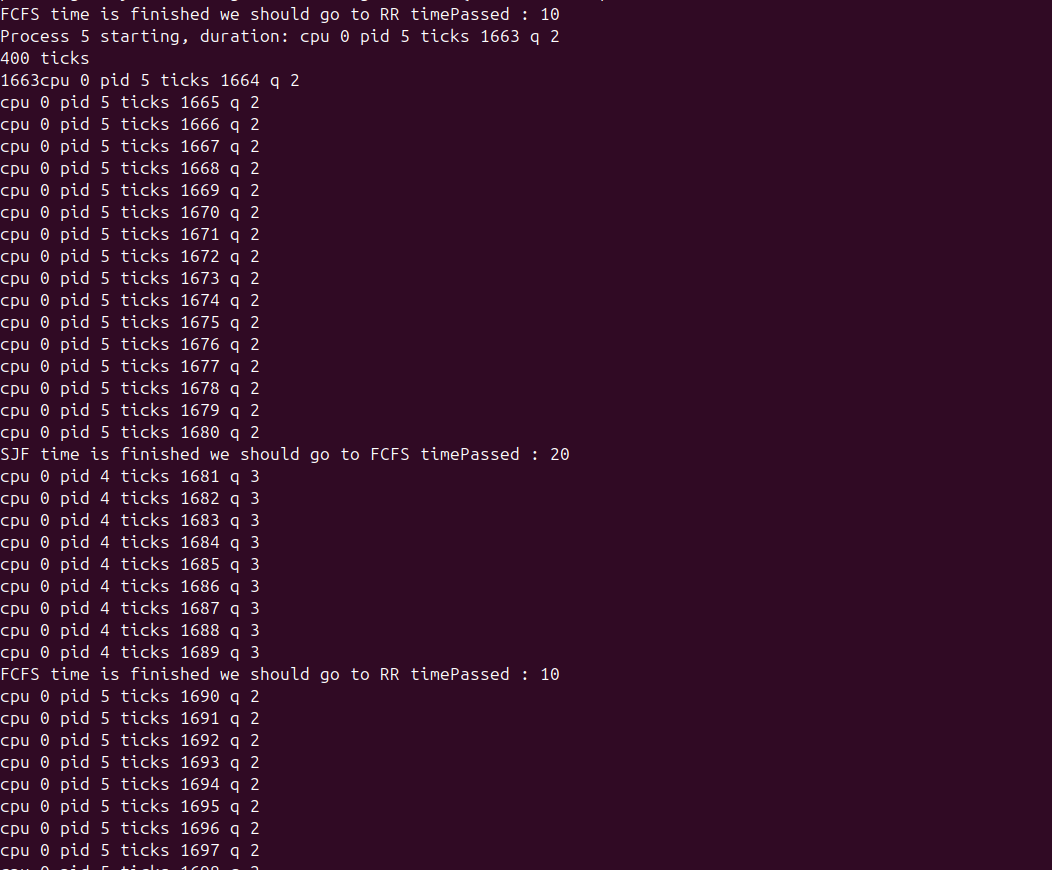 FCFS time is finished we should go to RR timePassed : 10
Process 5 starting, duration: cpu 0 pid 5 ticks 1663 q 2
400 ticks
1663cpu 0 pid 5 ticks 1664 q 2
cpu 0 pid 5 ticks 1665 q 2
cpu 0 pid 5 ticks 1666 q 2
cpu 0 pid 5 ticks 1667 q 2
cpu 0 pid 5 ticks 1668 q 2
cpu 0 pid 5 ticks 1669 q 2
cpu 0 pid 5 ticks 1670 q 2
cpu 0 pid 5 ticks 1671 q 2
cpu 0 pid 5 ticks 1672 q 2
cpu 0 pid 5 ticks 1673 q 2
cpu 0 pid 5 ticks 1674 q 2
cpu 0 pid 5 ticks 1675 q 2
cpu 0 pid 5 ticks 1676 q 2
cpu 0 pid 5 ticks 1677 q 2
cpu 0 pid 5 ticks 1678 q 2
cpu 0 pid 5 ticks 1679 q 2
cpu 0 pid 5 ticks 1680 q 2
SJF time is finished we should go to FCFS timePassed : 20
cpu 0 pid 4 ticks 1681 q 3
cpu 0 pid 4 ticks 1682 q 3
cpu 0 pid 4 ticks 1683 q 3
cpu 0 pid 4 ticks 1684 q 3
cpu 0 pid 4 ticks 1685 q 3
cpu 0 pid 4 ticks 1686 q 3
cpu 0 pid 4 ticks 1687 q 3
cpu 0 pid 4 ticks 1688 q 3
cpu 0 pid 4 ticks 1689 q 3
FCFS time is finished we should go to RR timePassed : 10
cpu 0 pid 5 ticks 1690 q 2
cpu 0 pid 5 ticks 1691 q 2
cpu 0 pid 5 ticks 1692 q 2
cpu 0 pid 5 ticks 1693 q 2
cpu 0 pid 5 ticks 1694 q 2
cpu 0 pid 5 ticks 1695 q 2
cpu 0 pid 5 ticks 1696 q 2
cpu 0 pid 5 ticks 1697 q 2
cpu 0 pid 5 ticks 1698 q 2